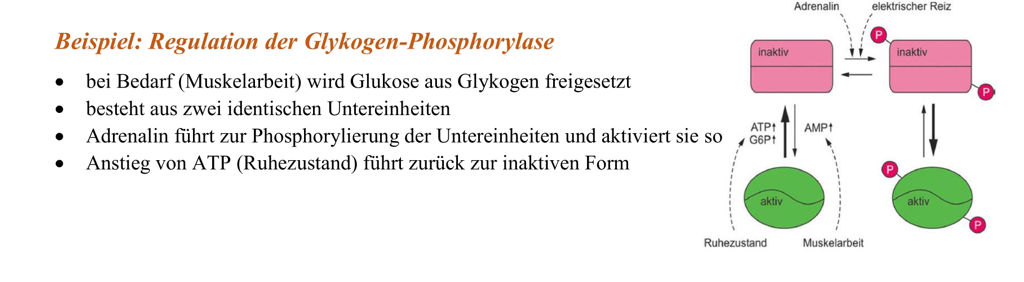 Adrenalin elektrischer Reiz
Beispiel: Regulation der Glykogen-Phosphorylase
P
inaktiv inaktiv
bei Bedarf (Muskelarbeit) wird Glukose aus Glykogen freigesetzt
P
besteht aus zwei identischen Untereinheiten
Adrenalin führt zur Phosphorylierung der Untereinheiten und aktiviert sie so
ATP↑ AMP↑
G6P↑
Anstieg von ATP (Ruhezustand) führt zurück zur inaktiven Form
P
aktiv aktiv
P
Ruhezustand Muskelarbeit